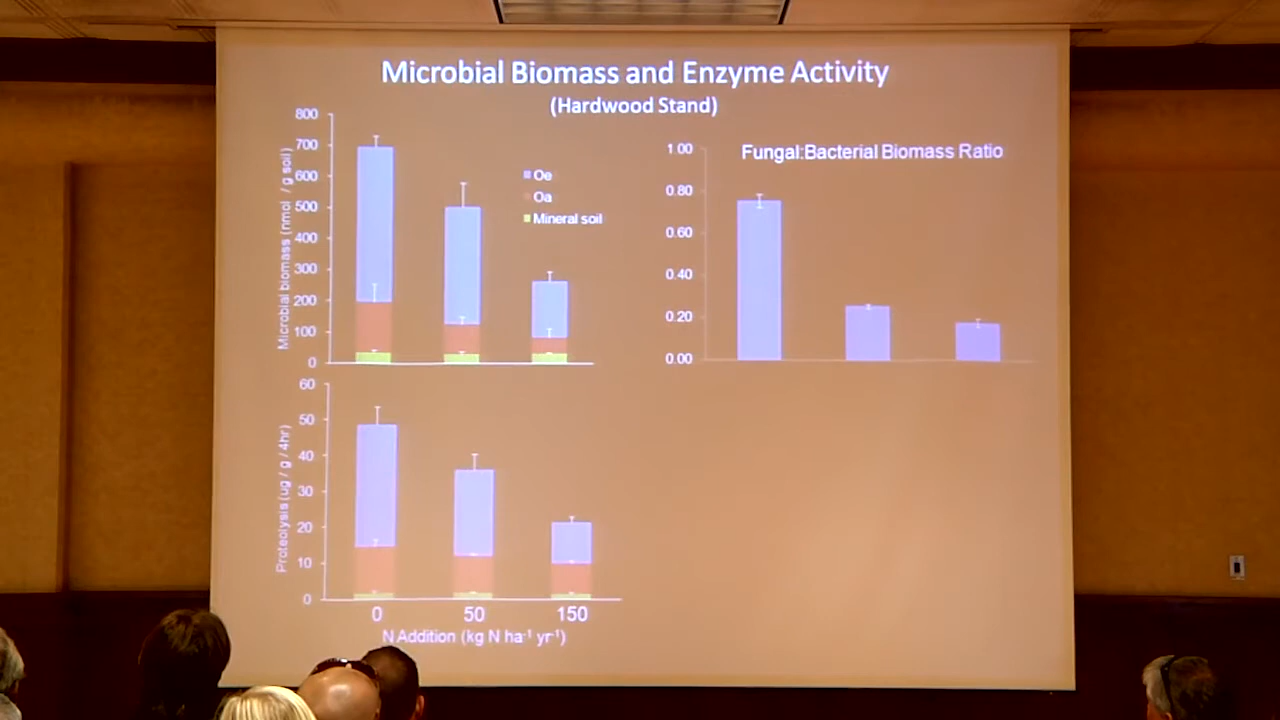 Microbial Biomass and Enzyme Activity
(Hardwood Stand)
Microbial biomass (nmol / g soil)
800
700
600
500
400
300
200
100
0
Oe
Oa
Mineral soil
Fungal:Bacterial Biomass Ratio
1.00
0.80
0.60
0.40
0.20
0.00
Proteolysis (ug / g / 4hr)
60
50
40
30
20
10
0
0 50 150
N Addition (kg N ha⁻¹ yr⁻¹)